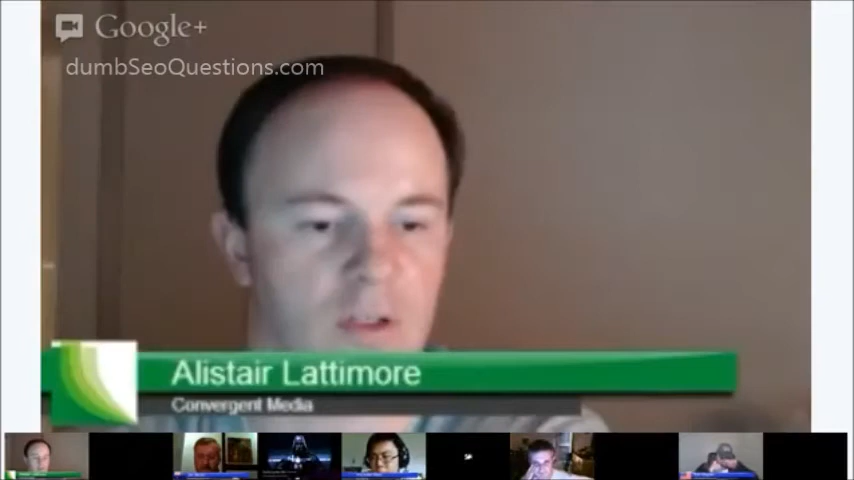 Google+
dumbSeoQuestions.com
Alistair Lattimore
Convergent Media